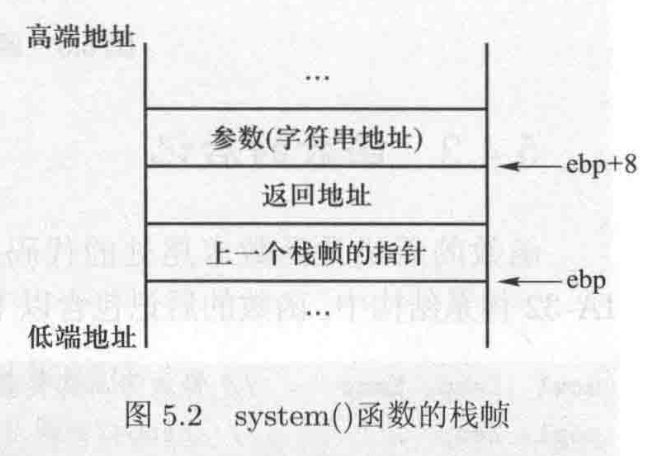 高端地址
...
参数(字符串地址)
ebp+8
返回地址
上一个栈帧的指针
ebp
...
低端地址
图 5.2 system()函数的栈帧